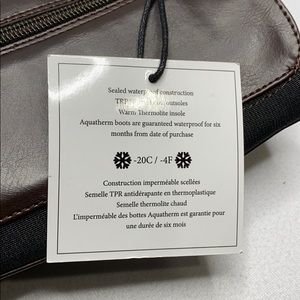 Sealed waterproof construction
TPR outsoles
Warm Thermolite insole
Aquatherm boots are guaranteed waterproof for six
months from date of purchase
-20C / -4F
Construction imperméable scellées
Semelle TPR antidérapante en thermoplastique
Semelle thermolite chaud
L'imperméable des bottes Aquatherm est garantie pour
une durée de six mois